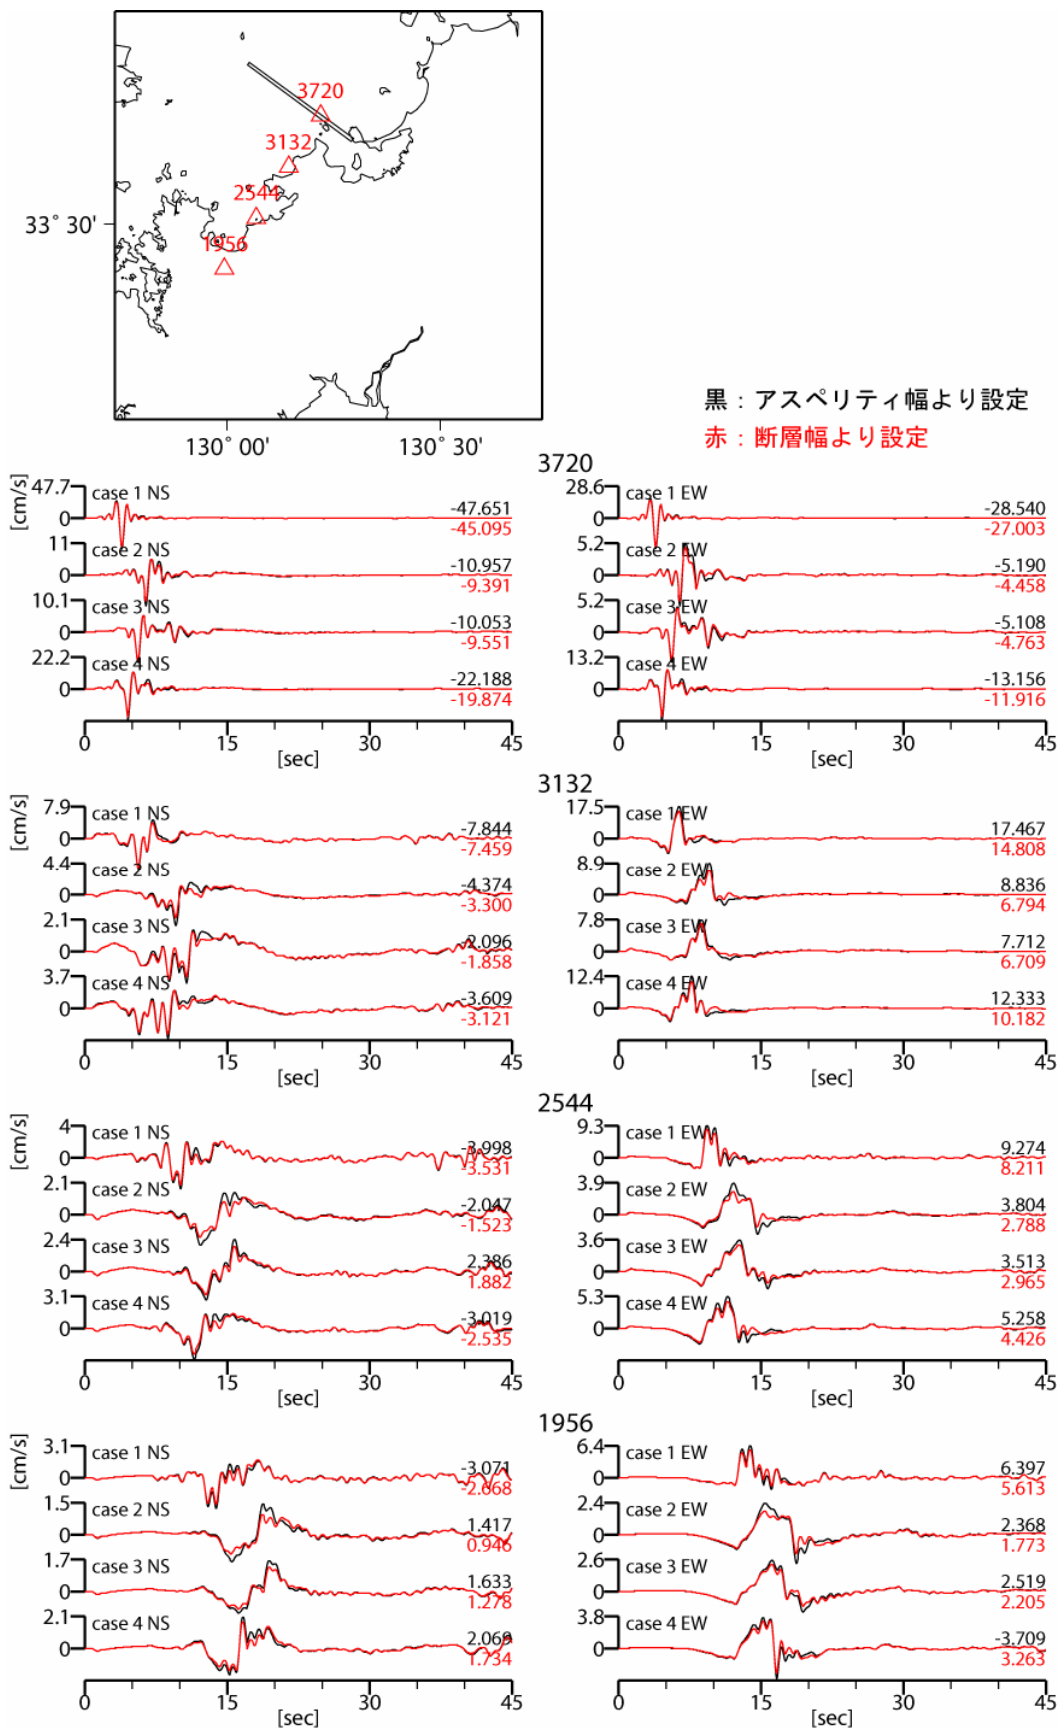 3720
3132
2544
33° 30'
1956
130° 00'
130° 30'
黒：アスペリティ幅より設定
赤：断層幅より設定
3720
[cm/s]
47.7
0
case 1 NS
-47.651
-45.095
28.6
0
case 1 EW
-28.540
-27.003
11
0
case 2 NS
-10.957
-9.391
5.2
0
case 2 EW
-5.190
-4.458
10.1
0
case 3 NS
-10.053
-9.551
5.2
0
case 3 EW
-5.108
-4.763
22.2
0
case 4 NS
-22.188
-19.874
13.2
0
case 4 EW
-13.156
-11.916
0 15 30 45
[sec]
0 15 30 45
[sec]
3132
[cm/s]
7.9
0
case 1 NS
-7.844
-7.459
17.5
0
case 1 EW
17.467
14.808
4.4
0
case 2 NS
-4.374
-3.300
8.9
0
case 2 EW
8.836
6.794
2.1
0
case 3 NS
-2.096
-1.858
7.8
0
case 3 EW
7.712
6.709
3.7
0
case 4 NS
-3.609
-3.121
12.4
0
case 4 EW
12.333
10.182
0 15 30 45
[sec]
0 15 30 45
[sec]
2544
[cm/s]
4
0
case 1 NS
-3.998
-3.531
9.3
0
case 1 EW
9.274
8.211
2.1
0
case 2 NS
-2.047
-1.523
3.9
0
case 2 EW
3.804
2.788
2.4
0
case 3 NS
2.386
1.882
3.6
0
case 3 EW
3.513
2.965
3.1
0
case 4 NS
-3.019
-2.535
5.3
0
case 4 EW
5.258
4.426
0 15 30 45
[sec]
0 15 30 45
[sec]
1956
[cm/s]
3.1
0
case 1 NS
-3.071
6.4
0
case 1 EW
6.397
5.613
1.5
0
case 2 NS
1.417
0.946
2.4
0
case 2 EW
2.368
1.773
1.7
0
case 3 NS
1.633
1.278
2.6
0
case 3 EW
2.519
2.205
2.1
0
case 4 NS
2.069
1.734
3.8
0
case 4 EW
-3.709
3.263
0 15 30 45
[sec]
0 15 30 45
[sec]